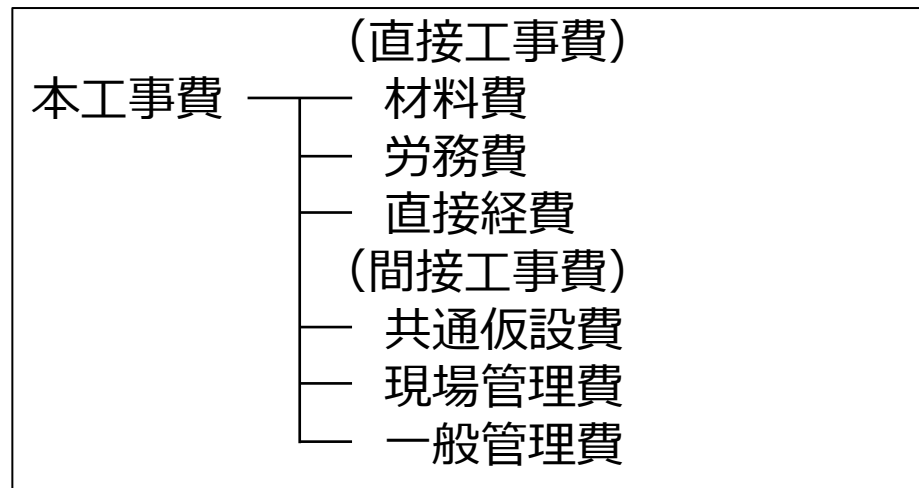 (直接工事費)
本工事費 材料費
労務費
直接経費
(間接工事費)
共通仮設費
現場管理費
一般管理費